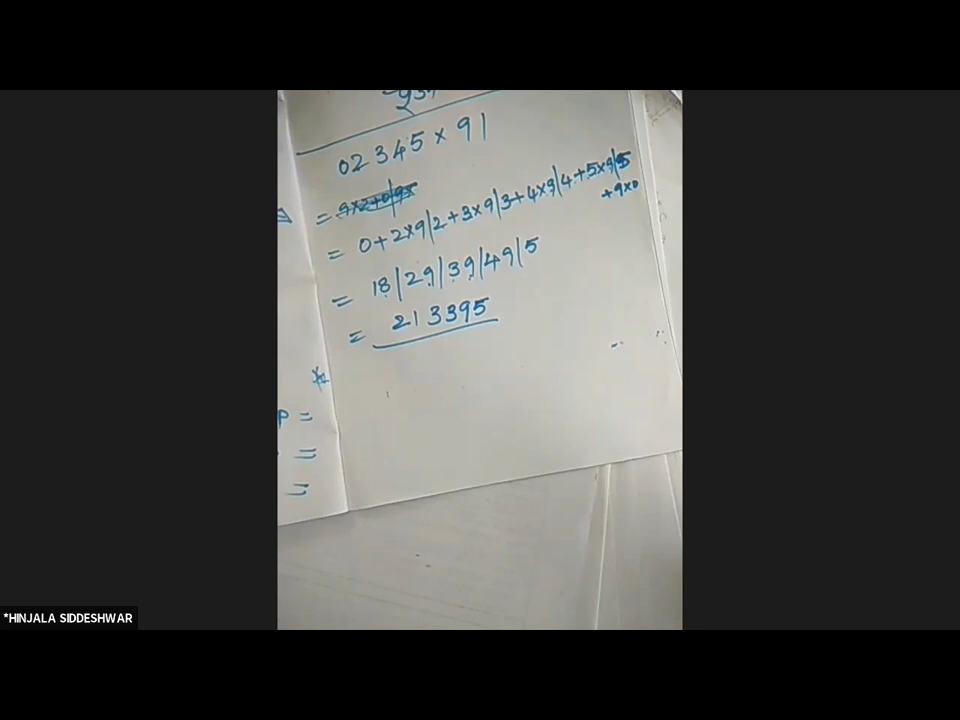 02345 × 91
= 0+2×9|2+3×9|3+4×9|4+5×9|5
+9×0
= 18|29|39|49|5
= 213395
*
P =
=
=
*HINJALA SIDDESHWAR